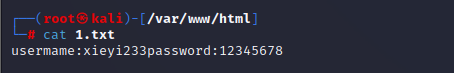 ┌──(root㉿kali)-[/var/www/html]
└─# cat 1.txt
usermame:xieyi233password:12345678